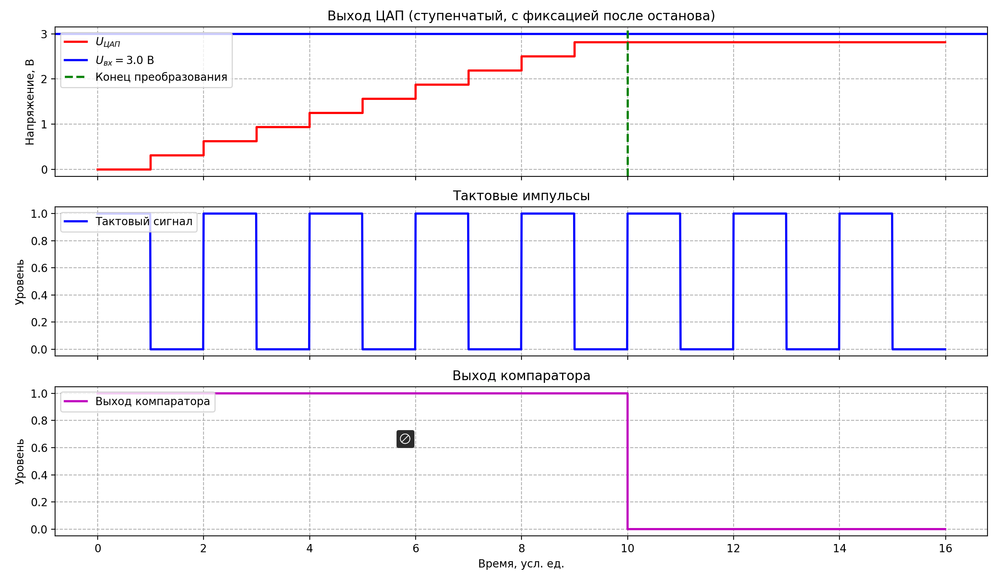 Выход ЦАП (ступенчатый, с фиксацией после останова)
Напряжение, В
3
2
1
0
U_ЦАП
U_вх = 3.0 В
Конец преобразования
Тактовые импульсы
Уровень
1.0
0.8
0.6
0.4
0.2
0.0
Тактовый сигнал
Выход компаратора
Уровень
1.0
0.8
0.6
0.4
0.2
0.0
Выход компаратора
0 2 4 6 8 10 12 14 16
Время, усл. ед.